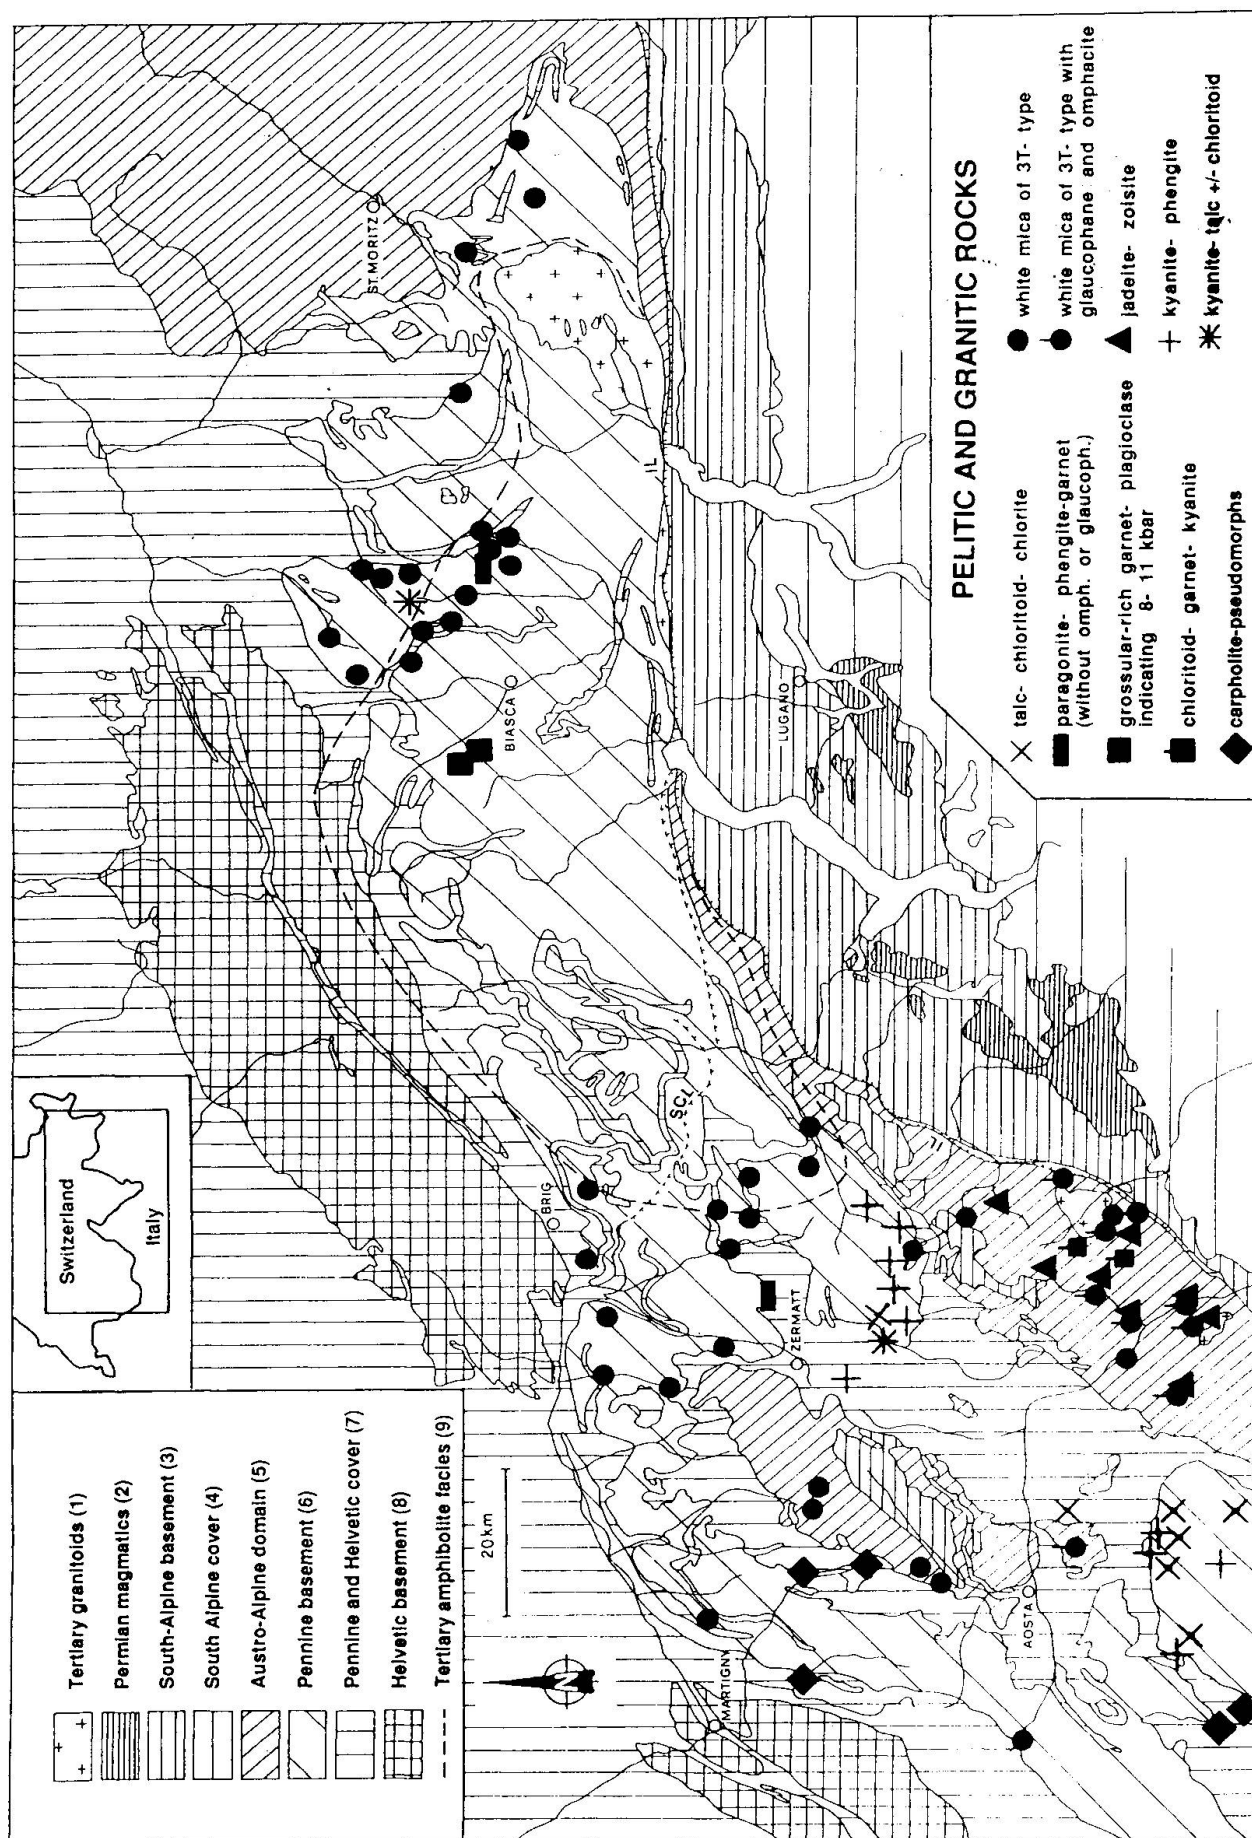 Tertiary granitoids (1)
Permian magmatics (2)
South-Alpine basement (3)
South Alpine cover (4)
Austro-Alpine domain (5)
Pennine basement (6)
Pennine and Helvetic cover (7)
Helvetic basement (8)
Tertiary amphibolite facies (9)
20km
N
Switzerland
Italy
MARTIGNY
BRIG
ZERMATT
AOSTA
SC
BIASCA
LUGANO
ST.MORITZ
IL
IL
PELITIC AND GRANITIC ROCKS
talc- chloritoid- chlorite
paragonite- phengite-garnet
(without omph. or glaucoph.)
grossular-rich garnet- plagioclase
indicating 8- 11 kbar
chloritoid- garnet- kyanite
carpholite-pseudomorphs
white mica of 3T- type
white mica of 3T- type with
glaucophane and omphacite
jadeite- zoisite
kyanite- phengite
kyanite- talc +/- chloritoid